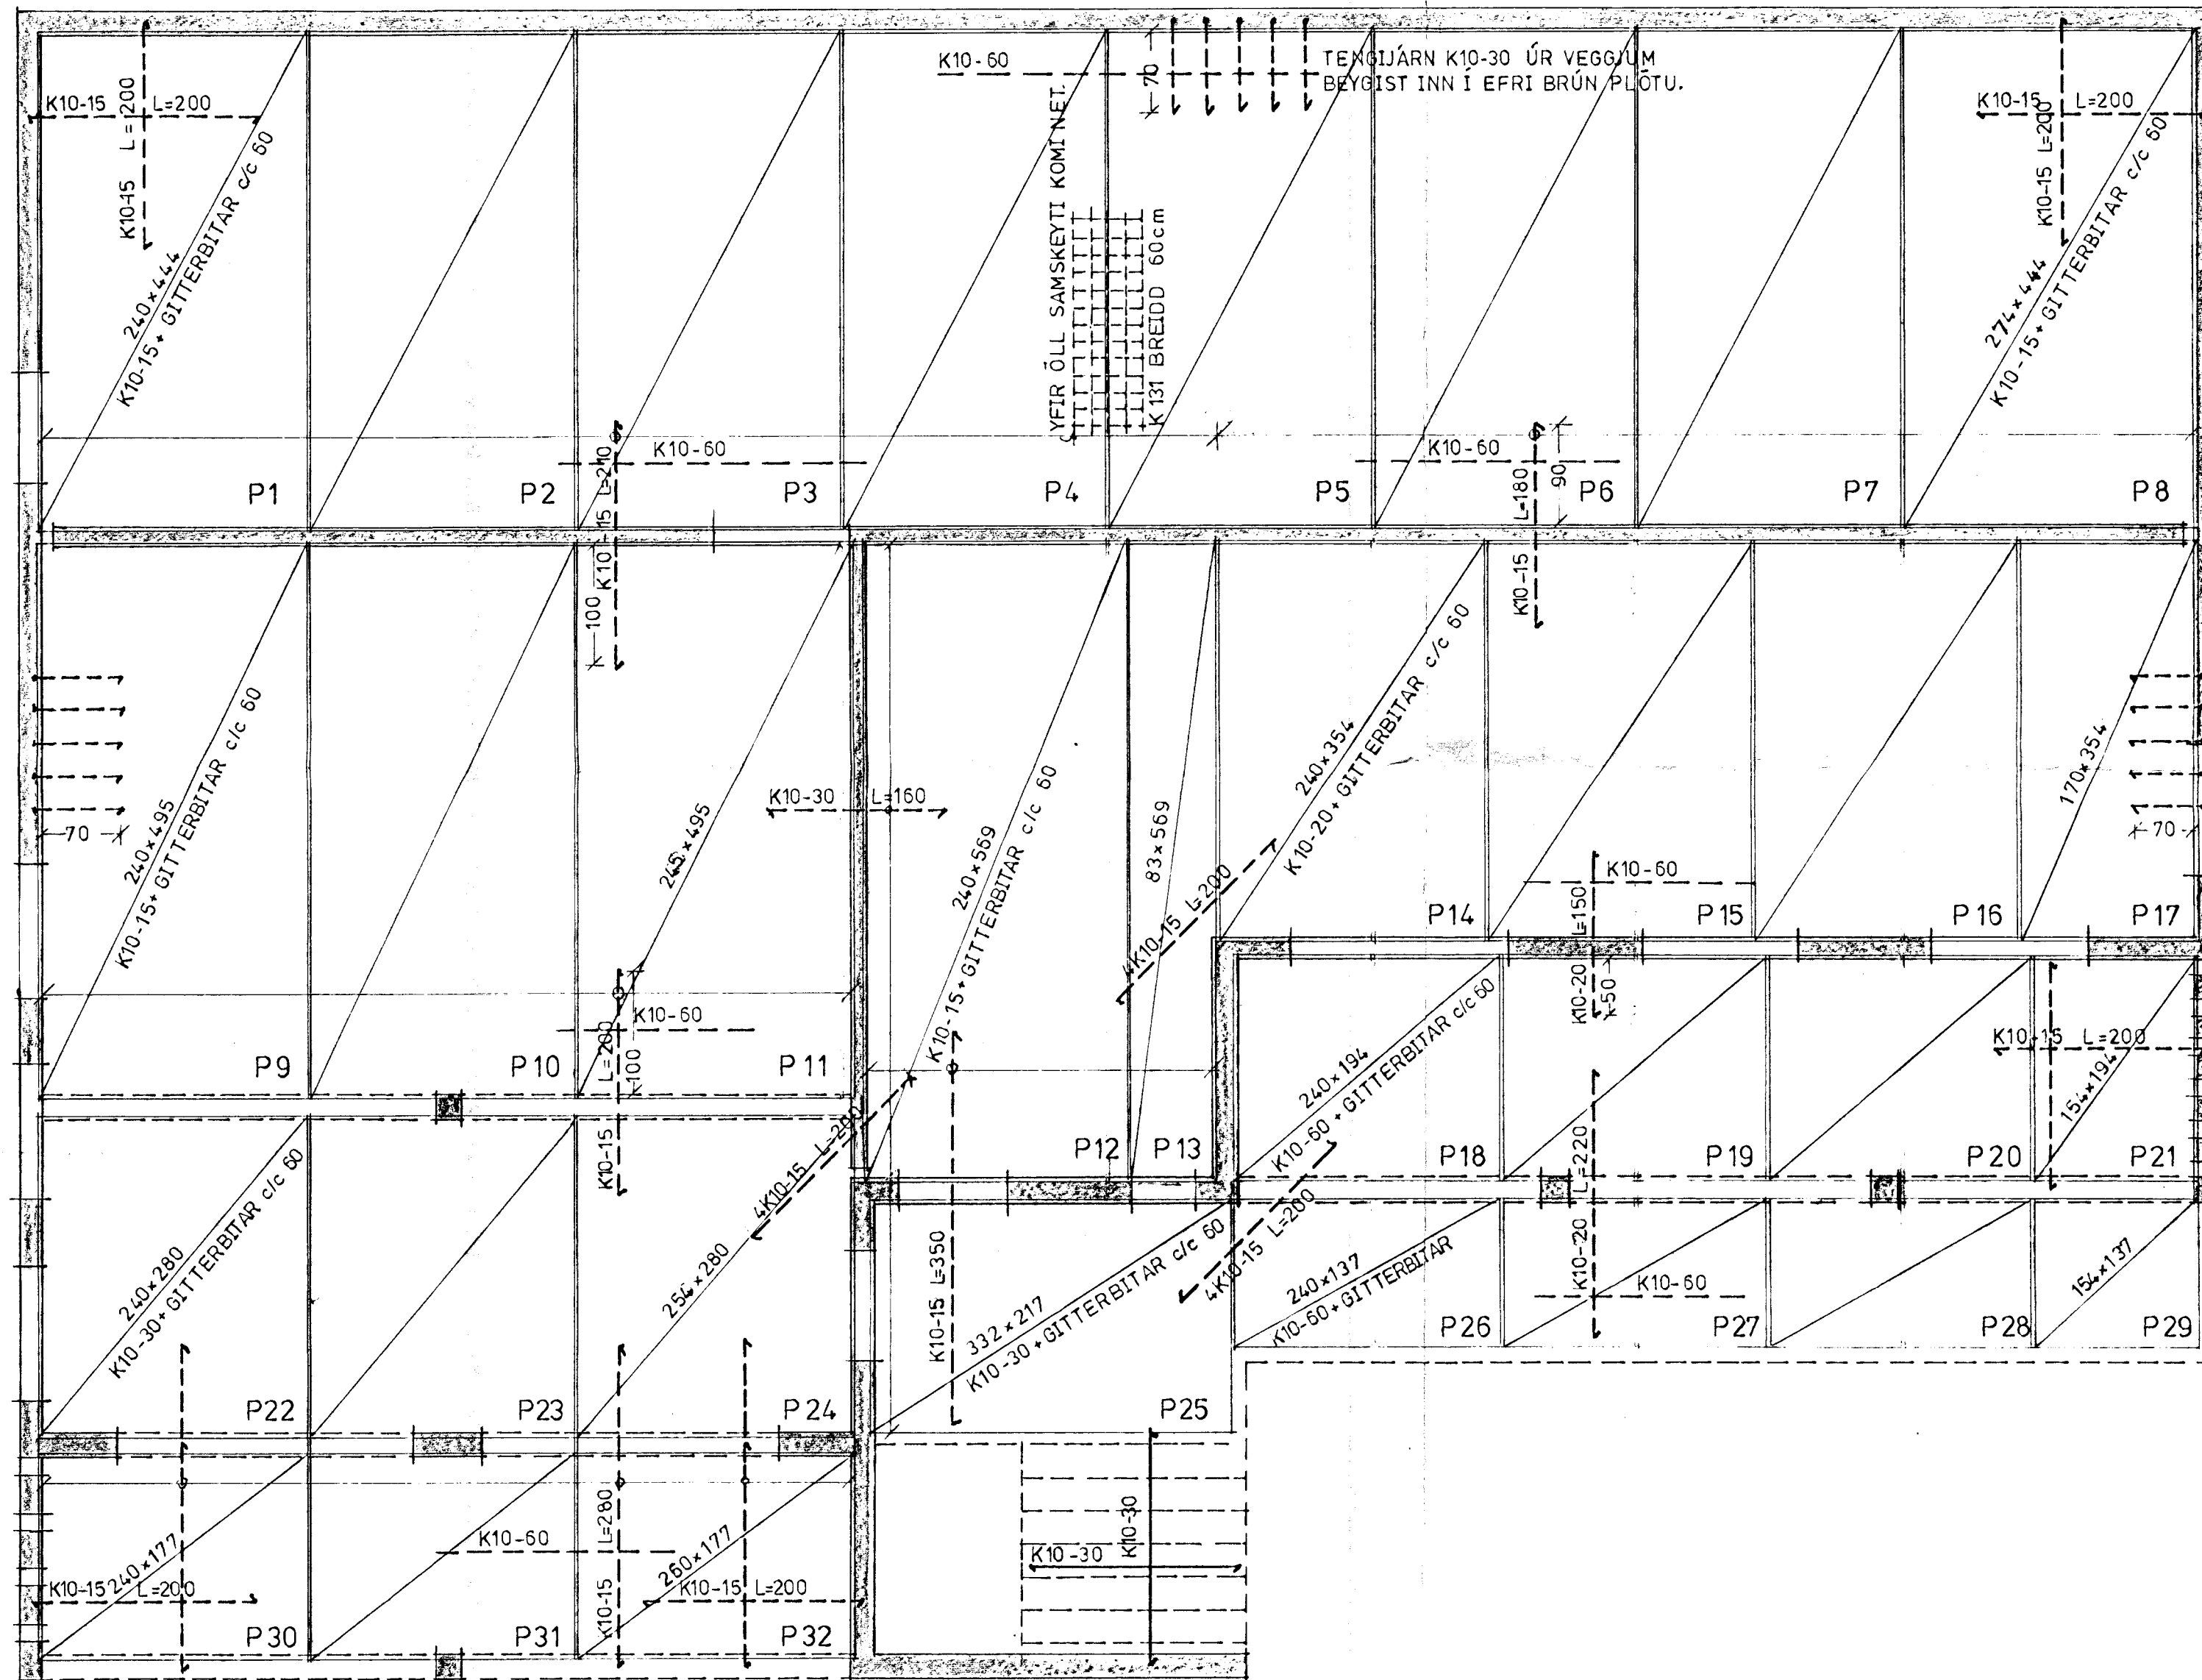 K10-60
TENGIJÁRN K10-30 ÚR VEGGJUM
BEYGIST INN Í EFRI BRÚN PLÖTU.
70
K10-15 L=200
K10-15 L=200
K10-15 L=200
K10-15 L=200
240×444
K10-15+ GITTERBITAR c/c 60
YFIR ÖLL SAMSKEYTI KOMI NET.
K131 BREIDD 60cm
274×444
K10-15+ GITTERBITAR c/c 60
K10-60
K10-60
K10-15 L=210
K10-15 L=180
90
P1
P2
P3
P4
P5
P6
P7
P8
100
240×495
K10-15+ GITTERBITAR c/c 60
245×495
K10-30 L=160
240×569
K10-15+ GITTERBITAR c/c 60
83×569
240×354
K10-20+ GITTERBITAR c/c 60
170×354
70
70
4K10-15 L=200
K10-60
K10-20 L=150
50
P14
P15
P16
P17
K10-60
K10-15 L=200
100
P9
P10
P11
P12
P13
240×194
K10-60+ GITTERBITAR c/c 60
K10-15 L=200
154×194
P18
P19
P20
P21
4K10-15 L=200
4K10-15 L=200
K10-20 L=220
240×280
K10-30+ GITTERBITAR c/c 60
254×280
K10-15 L=350
332×217
K10-30+GITTERBITAR c/c 60
240×137
K10-60+GITTERBITAR
K10-60
154×137
P26
P27
P28
P29
P22
P23
P24
P25
240×177
K10-15 L=200
K10-60
K10-15 L=280
260×177
K10-15 L=200
K10-30
K10-30
P30
P31
P32